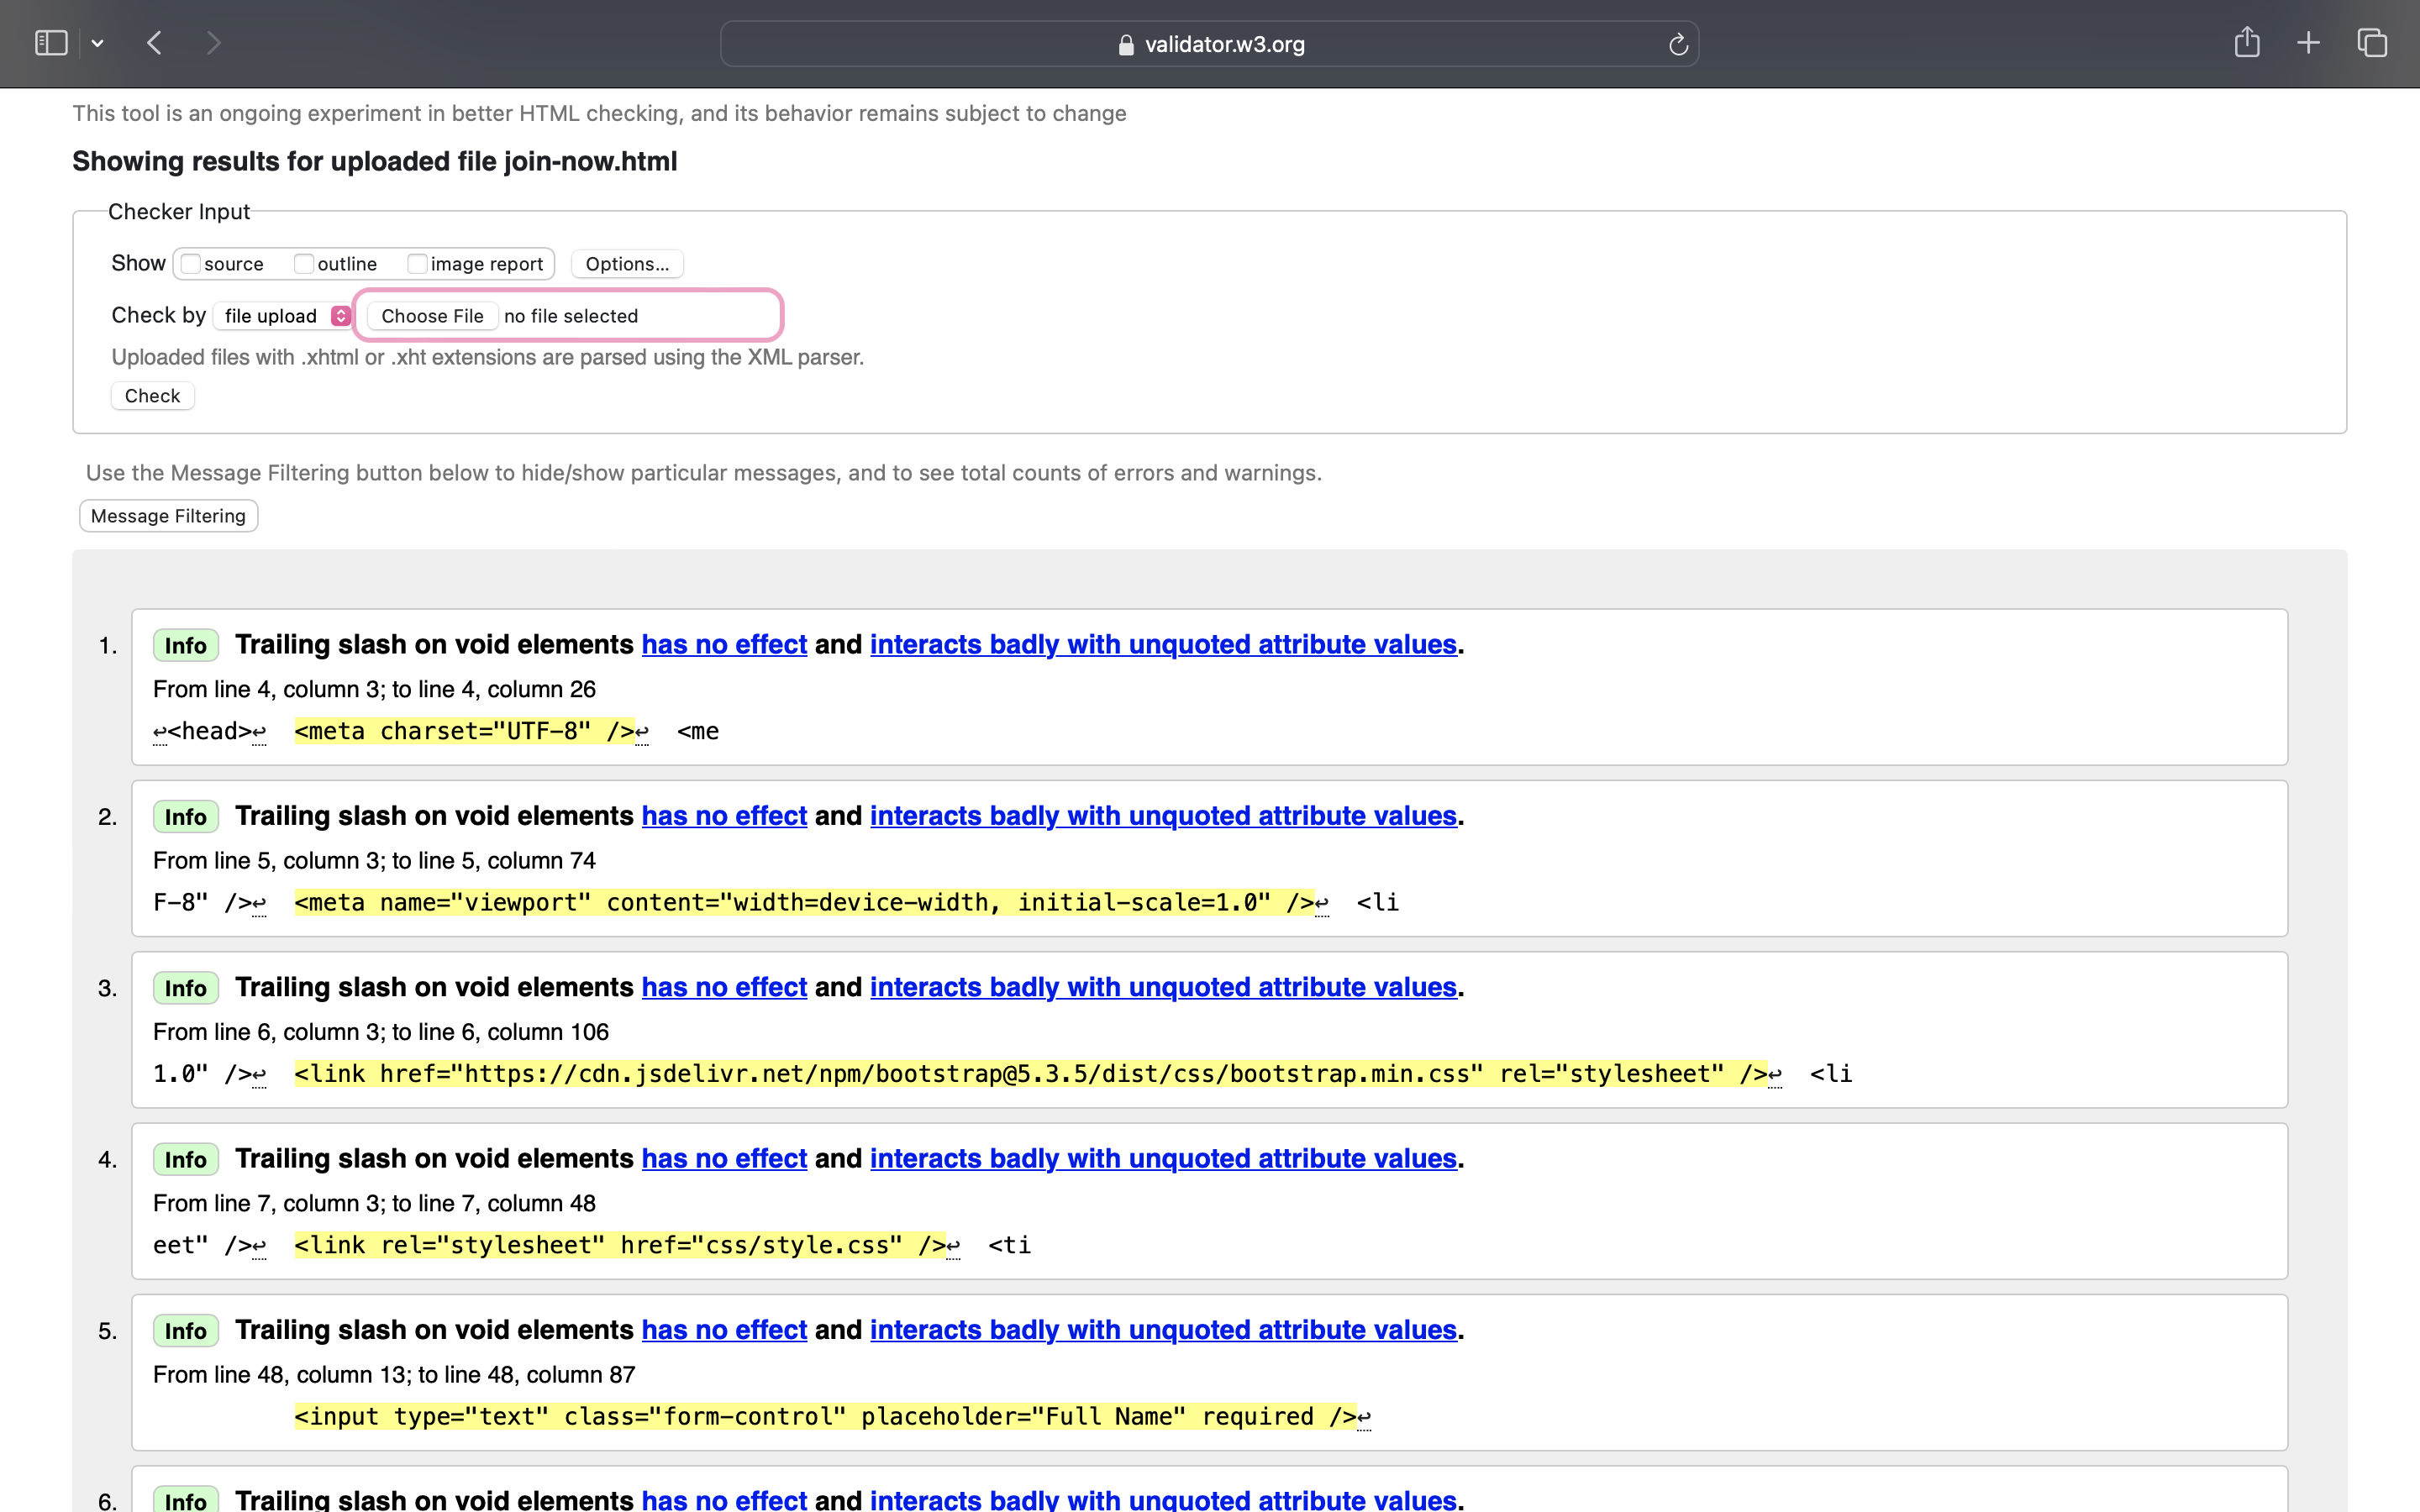 validator.w3.org
This tool is an ongoing experiment in better HTML checking, and its behavior remains subject to change
Showing results for uploaded file join-now.html
Checker Input
Show source outline image report Options...
Check by file upload Choose File no file selected
Uploaded files with .xhtml or .xht extensions are parsed using the XML parser.
Check
Use the Message Filtering button below to hide/show particular messages, and to see total counts of errors and warnings.
Message Filtering
1. Info Trailing slash on void elements has no effect and interacts badly with unquoted attribute values.
From line 4, column 3; to line 4, column 26
↩<head>↩ <meta charset="UTF-8" />↩ <me
2. Info Trailing slash on void elements has no effect and interacts badly with unquoted attribute values.
From line 5, column 3; to line 5, column 74
F-8" />↩ <meta name="viewport" content="width=device-width, initial-scale=1.0" />↩ <li
3. Info Trailing slash on void elements has no effect and interacts badly with unquoted attribute values.
From line 6, column 3; to line 6, column 106
1.0" />↩ <link href="https://cdn.jsdelivr.net/npm/bootstrap@5.3.5/dist/css/bootstrap.min.css" rel="stylesheet" />↩ <li
4. Info Trailing slash on void elements has no effect and interacts badly with unquoted attribute values.
From line 7, column 3; to line 7, column 48
eet" />↩ <link rel="stylesheet" href="css/style.css" />↩ <ti
5. Info Trailing slash on void elements has no effect and interacts badly with unquoted attribute values.
From line 48, column 13; to line 48, column 87
<input type="text" class="form-control" placeholder="Full Name" required />↩
6. Info Trailing slash on void elements has no effect and interacts badly with unquoted attribute values.